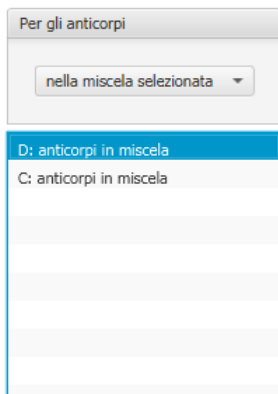 Per gli anticorpi
nella miscela selezionata
D: anticorpi in miscela
C: anticorpi in miscela